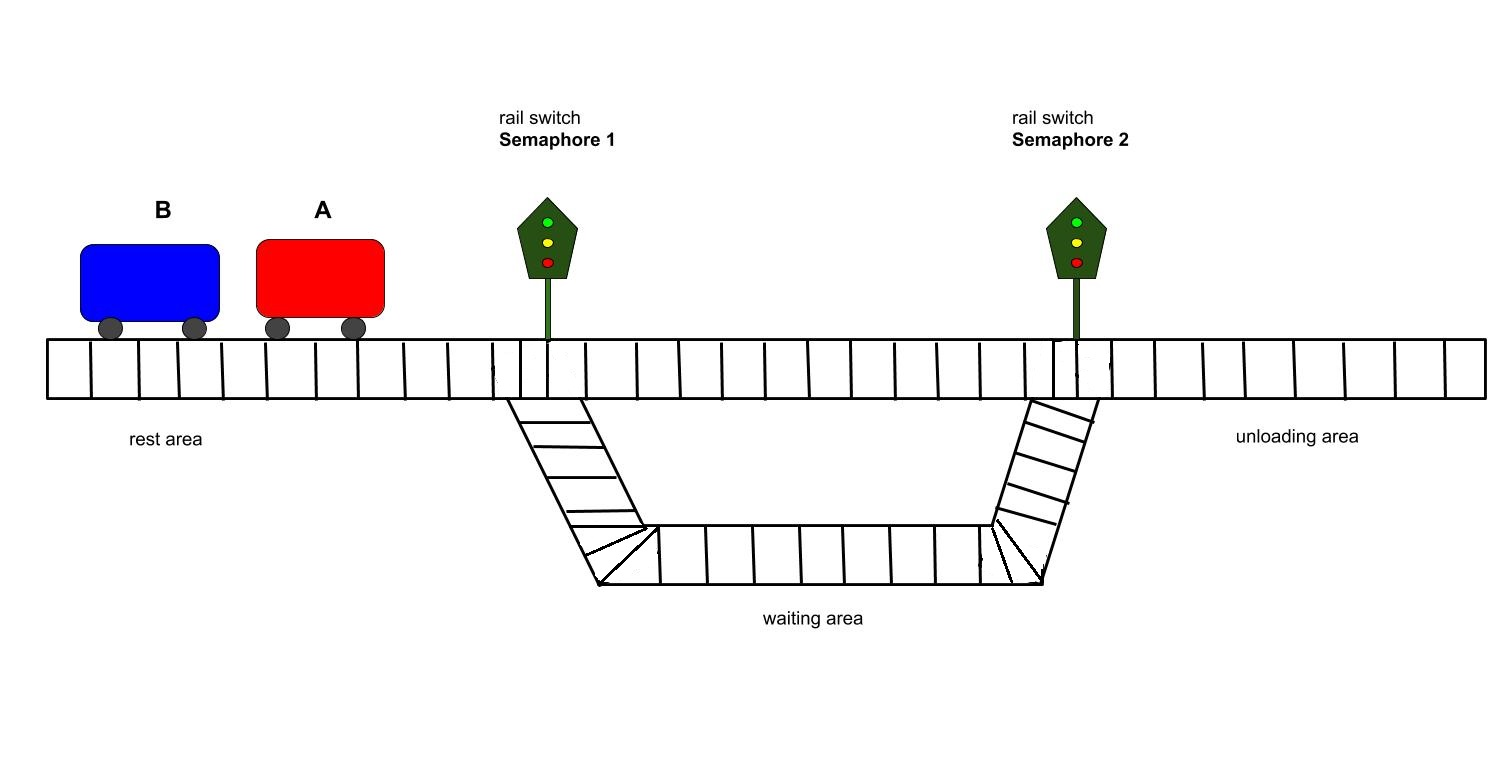 rail switch
Semaphore 1
rail switch
Semaphore 2
B
A
rest area
unloading area
waiting area